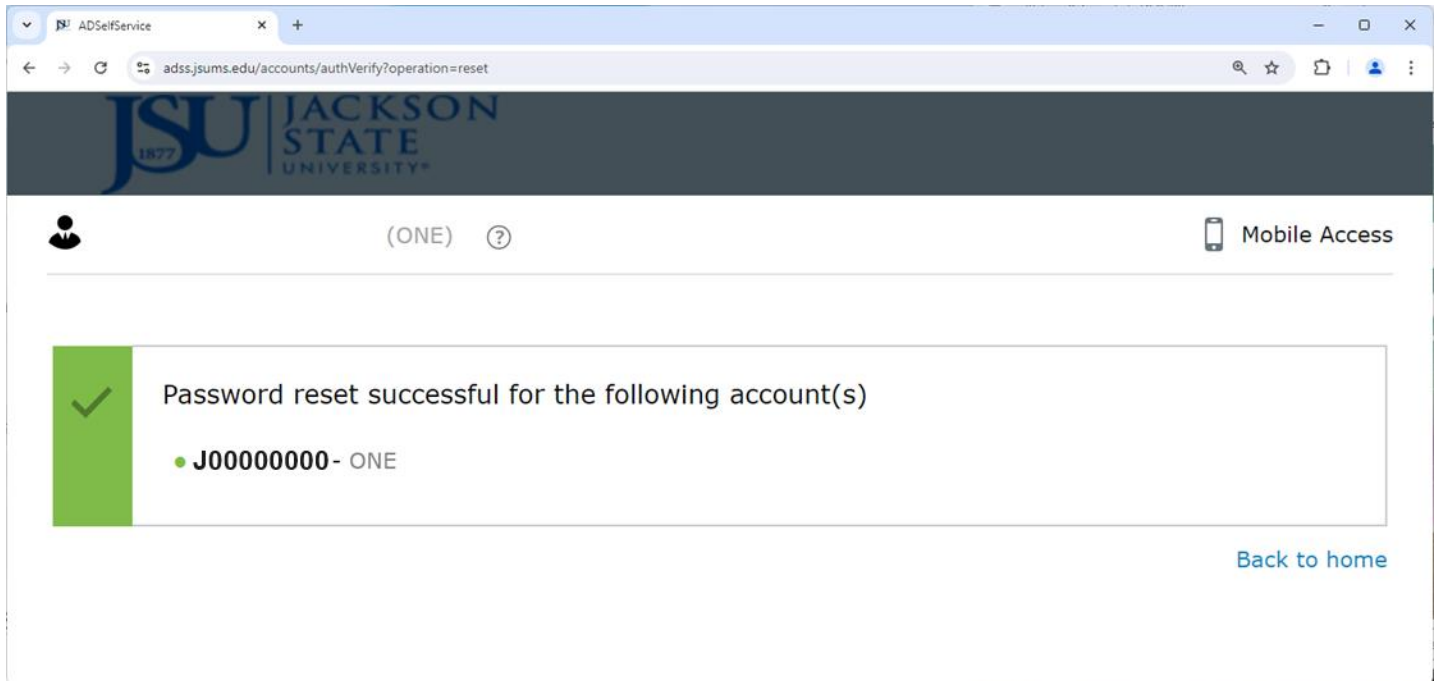 ADSelfService
adss.jsums.edu/accounts/authVerify?operation=reset
JSU
1877
JACKSON
STATE
UNIVERSITY®
(ONE) ?
Mobile Access
Password reset successful for the following account(s)
J00000000 - ONE
Back to home